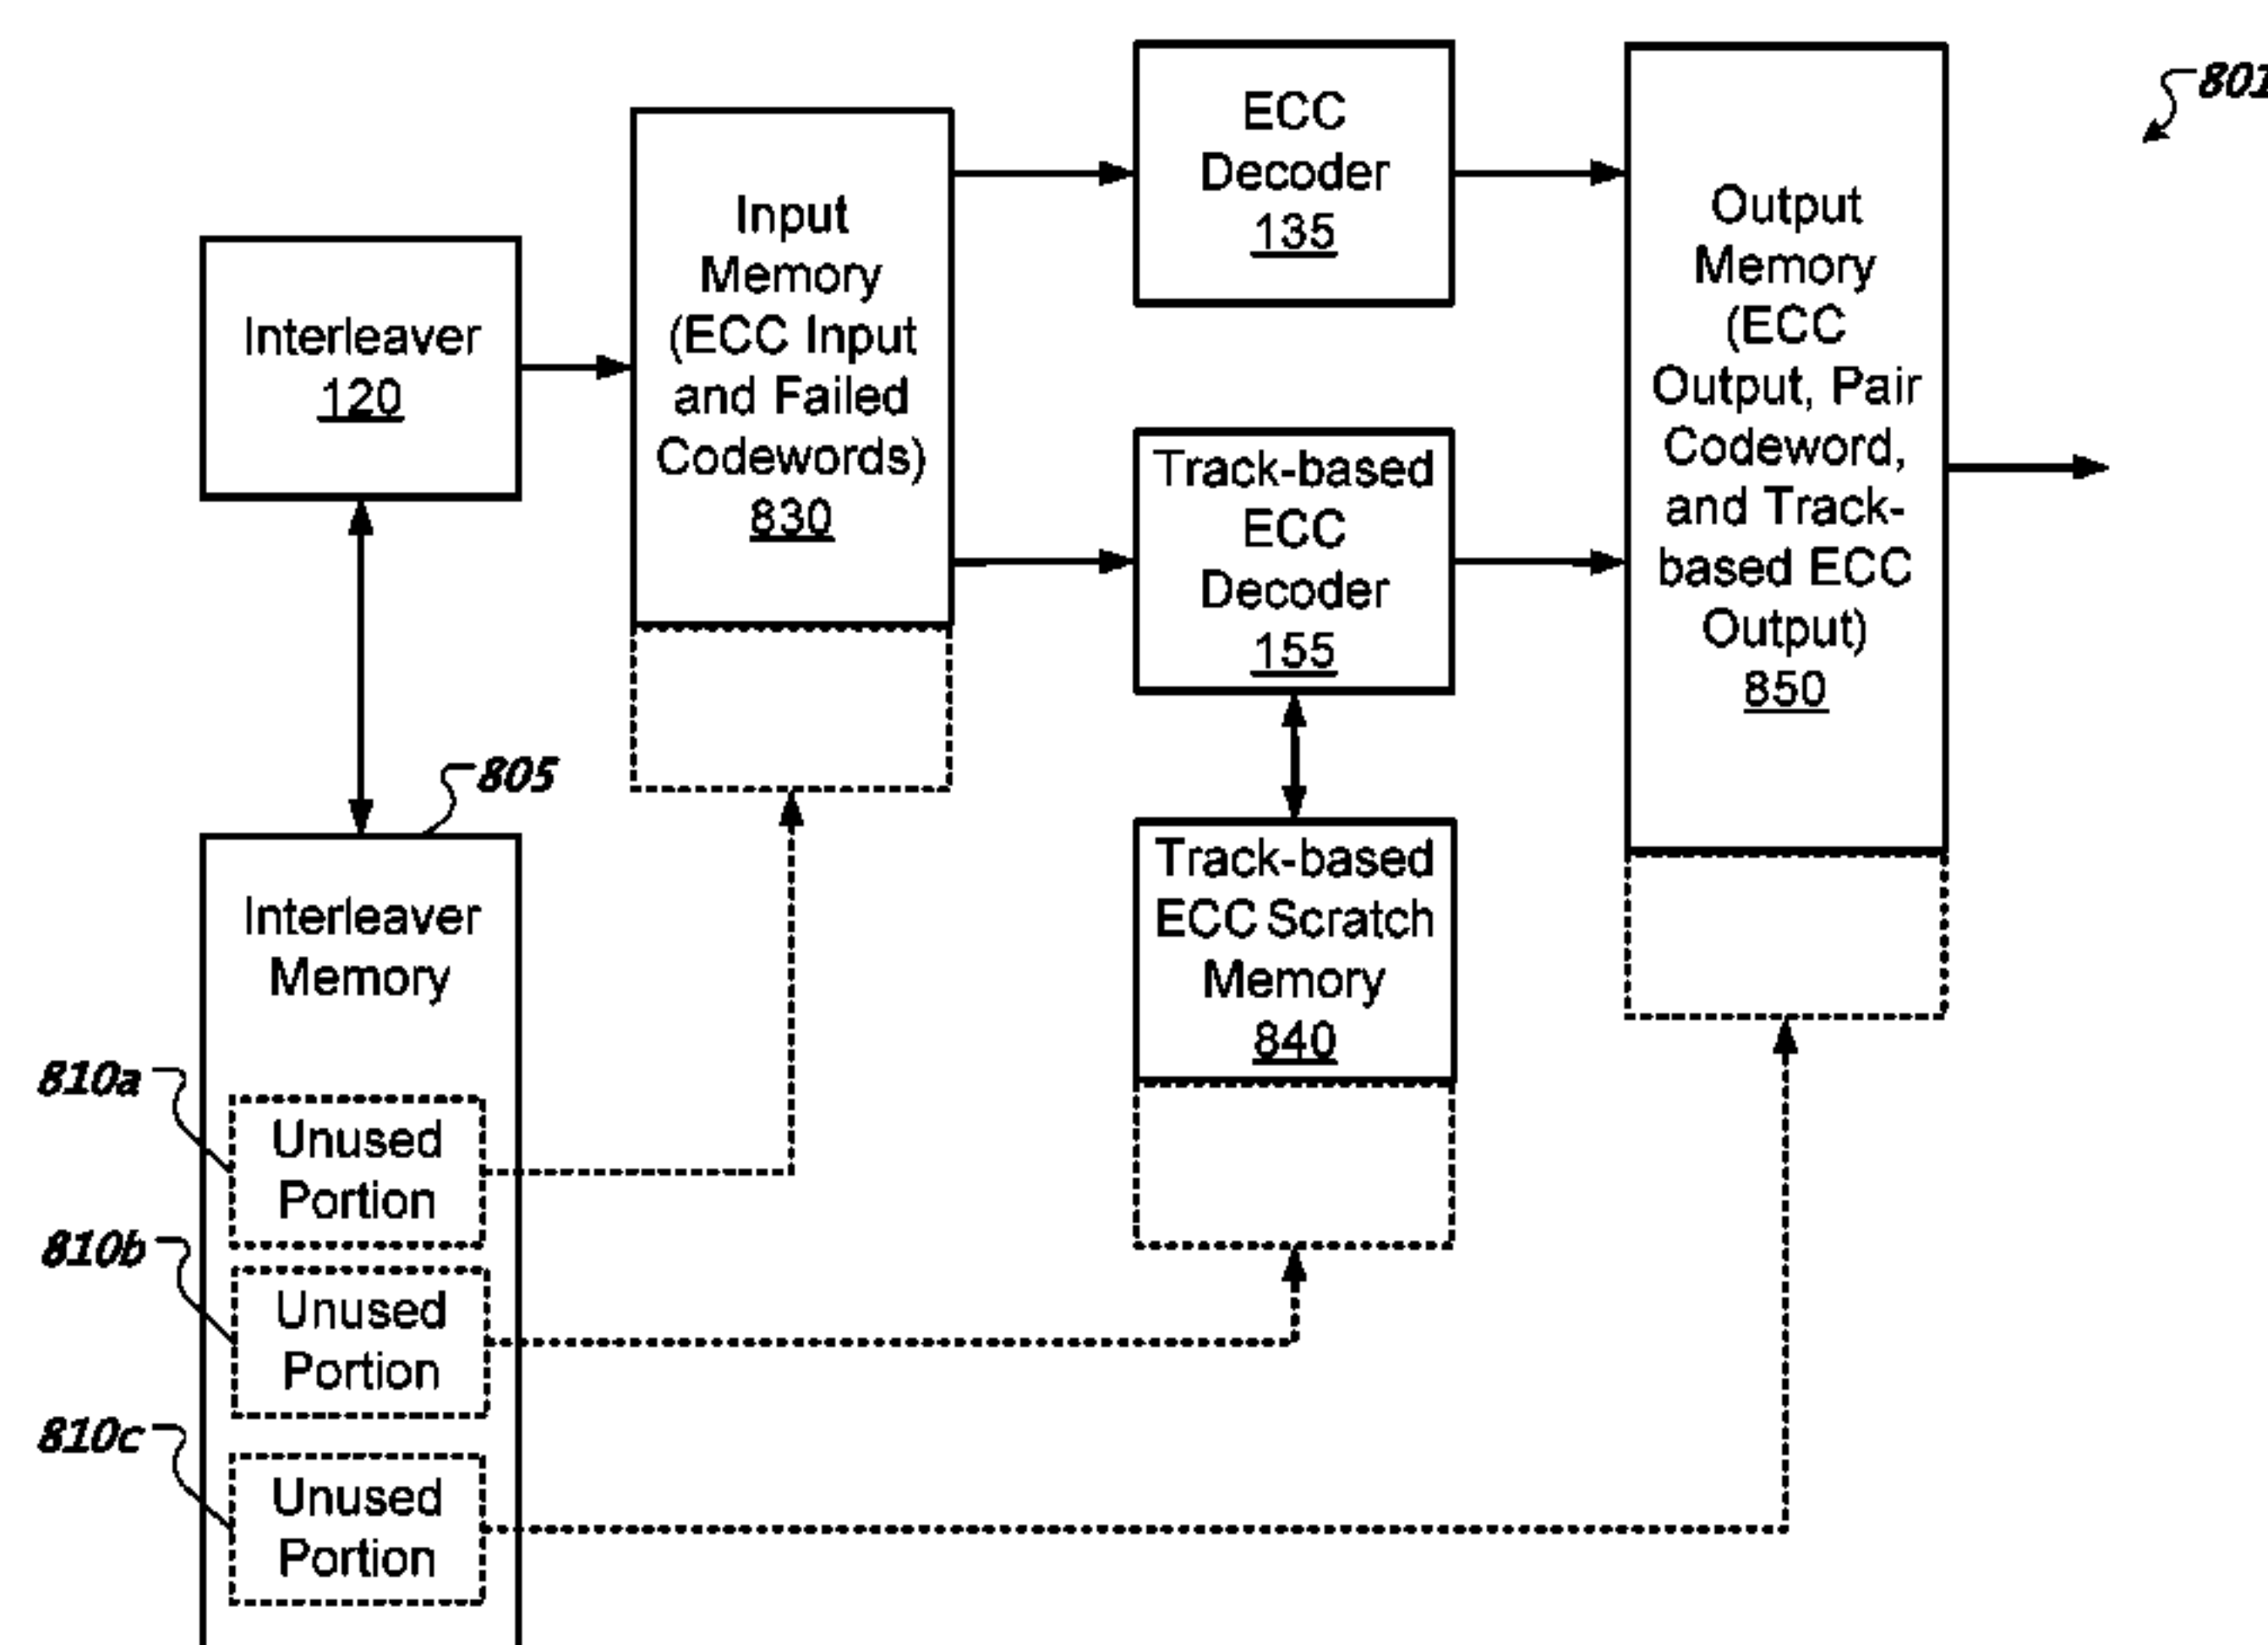 801
Interleaver
120
Input
Memory
(ECC Input
and Failed
Codewords)
830
ECC
Decoder
135
Track-based
ECC
Decoder
155
Output
Memory
(ECC
Output, Pair
Codeword,
and Track-
based ECC
Output)
850
805
Interleaver
Memory
Track-based
ECC Scratch
Memory
840
810a
Unused
Portion
810b
Unused
Portion
810c
Unused
Portion